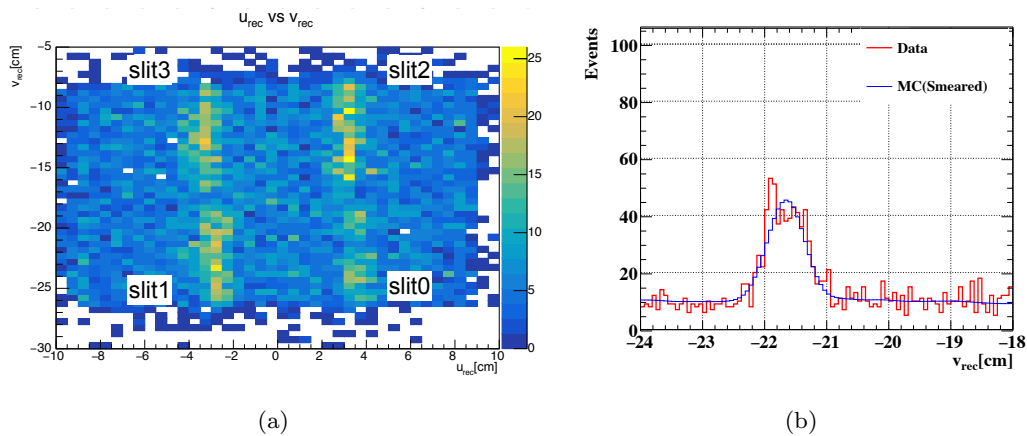 u_rec vs v_rec
v_rec[cm]
−5
−10
−15
−20
−25
−30
slit3
slit2
slit1
slit0
−10 −8 −6 −4 −2 0 2 4 6 8 10
u_rec[cm]
25
20
15
10
5
0
(a)
Events
100
80
60
40
20
0
Data
MC(Smeared)
−24 −23 −22 −21 −20 −19 −18
v_rec[cm]
(b)